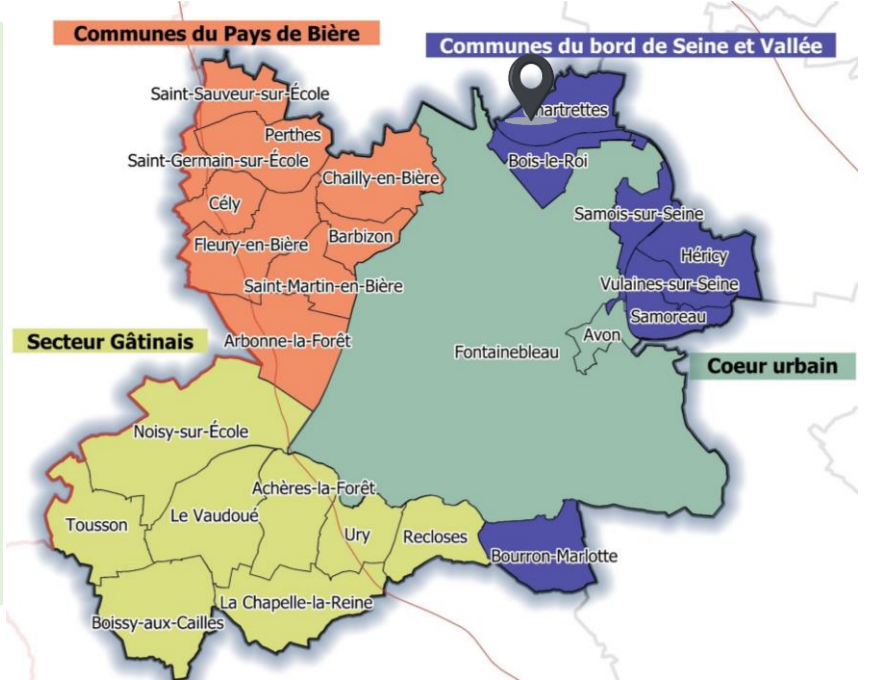 Communes du Pays de Bière
Communes du bord de Seine et Vallée
Saint-Sauveur-sur-École
hartrettes
Perthes
Saint-Germain-sur-École
Bois-le-Roi
Chailly-en-Bière
Cély
Samois-sur-Seine
Barbizon
Fleury-en-Bière
Héricy
Saint-Martin-en-Bière
Vulaines-sur-Seine
Samoreau
Secteur Gâtinais
Arbonne-la-Forêt
Avon
Fontainebleau
Coeur urbain
Noisy-sur-École
Achères-la-Forêt
Le Vaudoué
Tousson
Ury
Recloses
Bourron-Marlotte
La Chapelle-la-Reine
Boissy-aux-Cailles